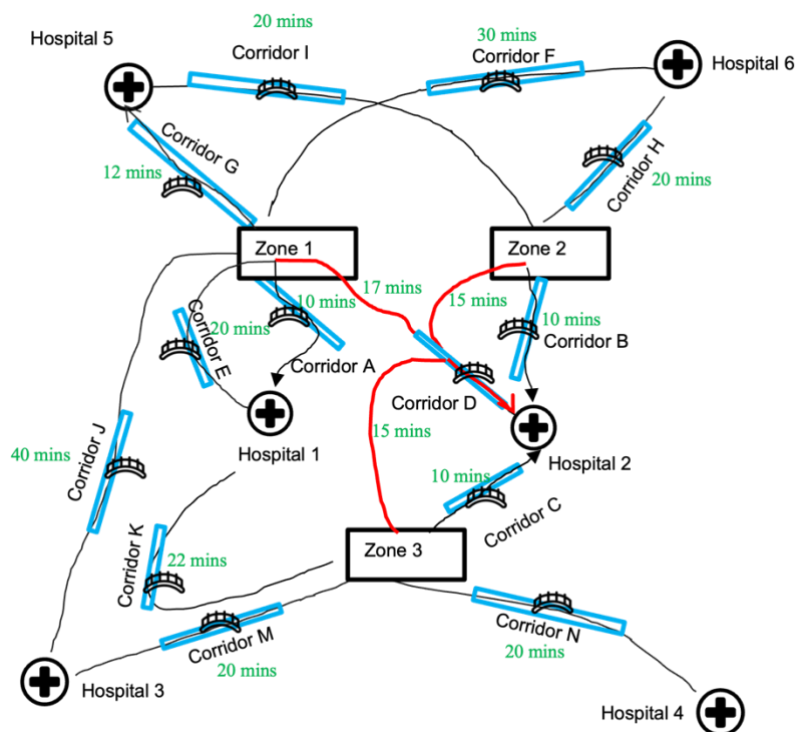 20 mins
Hospital 5
Corridor I
30 mins
Corridor F
Hospital 6
Corridor G
12 mins
Corridor H
20 mins
Zone 1
Zone 2
17 mins
15 mins
10 mins
10 mins
Corridor E
20 mins
Corridor B
Corridor A
Corridor D
15 mins
Hospital 1
Hospital 2
Corridor J
40 mins
10 mins
Corridor C
Corridor K
22 mins
Zone 3
Corridor M
20 mins
Corridor N
20 mins
Hospital 3
Hospital 4